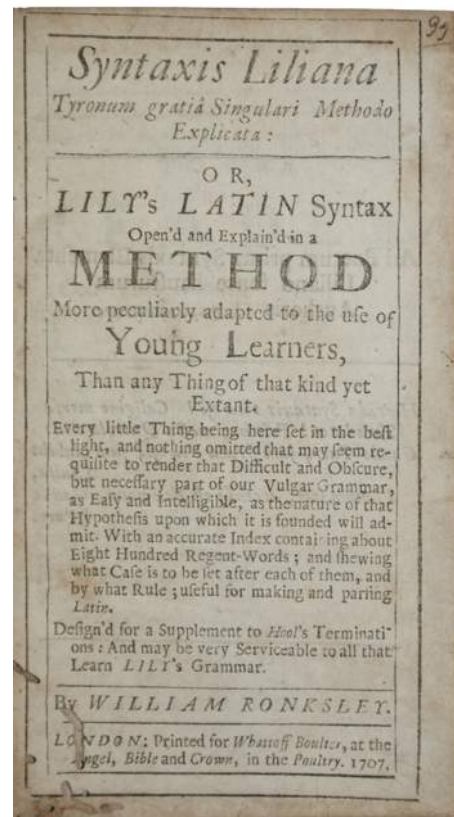 99
Syntaxis Liliana
Tyronum gratiâ Singulari Methodo
Explicata:
OR,
LILY's LATIN Syntax
Open'd and Explain'd in a
METHOD
More peculiarly adapted to the uſe of
Young Learners,
Than any Thing of that kind yet
Extant.
Every little Thing being here ſet in the beſt
light, and nothing omitted that may ſeem re-
quiſite to render that Difficult and Obſcure,
but neceſſary part of our Vulgar Grammar,
as Eaſy and Intelligible, as the nature of that
Hypotheſis upon which it is founded will ad-
mit. With an accurate Index containing about
Eight Hundred Regent-Words; and ſhewing
what Caſe is to be ſet after each of them, and
by what Rule; uſeful for making and parſing
Latin.
Deſign'd for a Supplement to Hool's Terminati-
ons: And may be very Serviceable to all that
Learn LILY's Grammar.
By WILLIAM RONKSLEY.
LONDON: Printed for Whaſtoff Boulter, at the
Angel, Bible and Crown, in the Poultry. 1707.